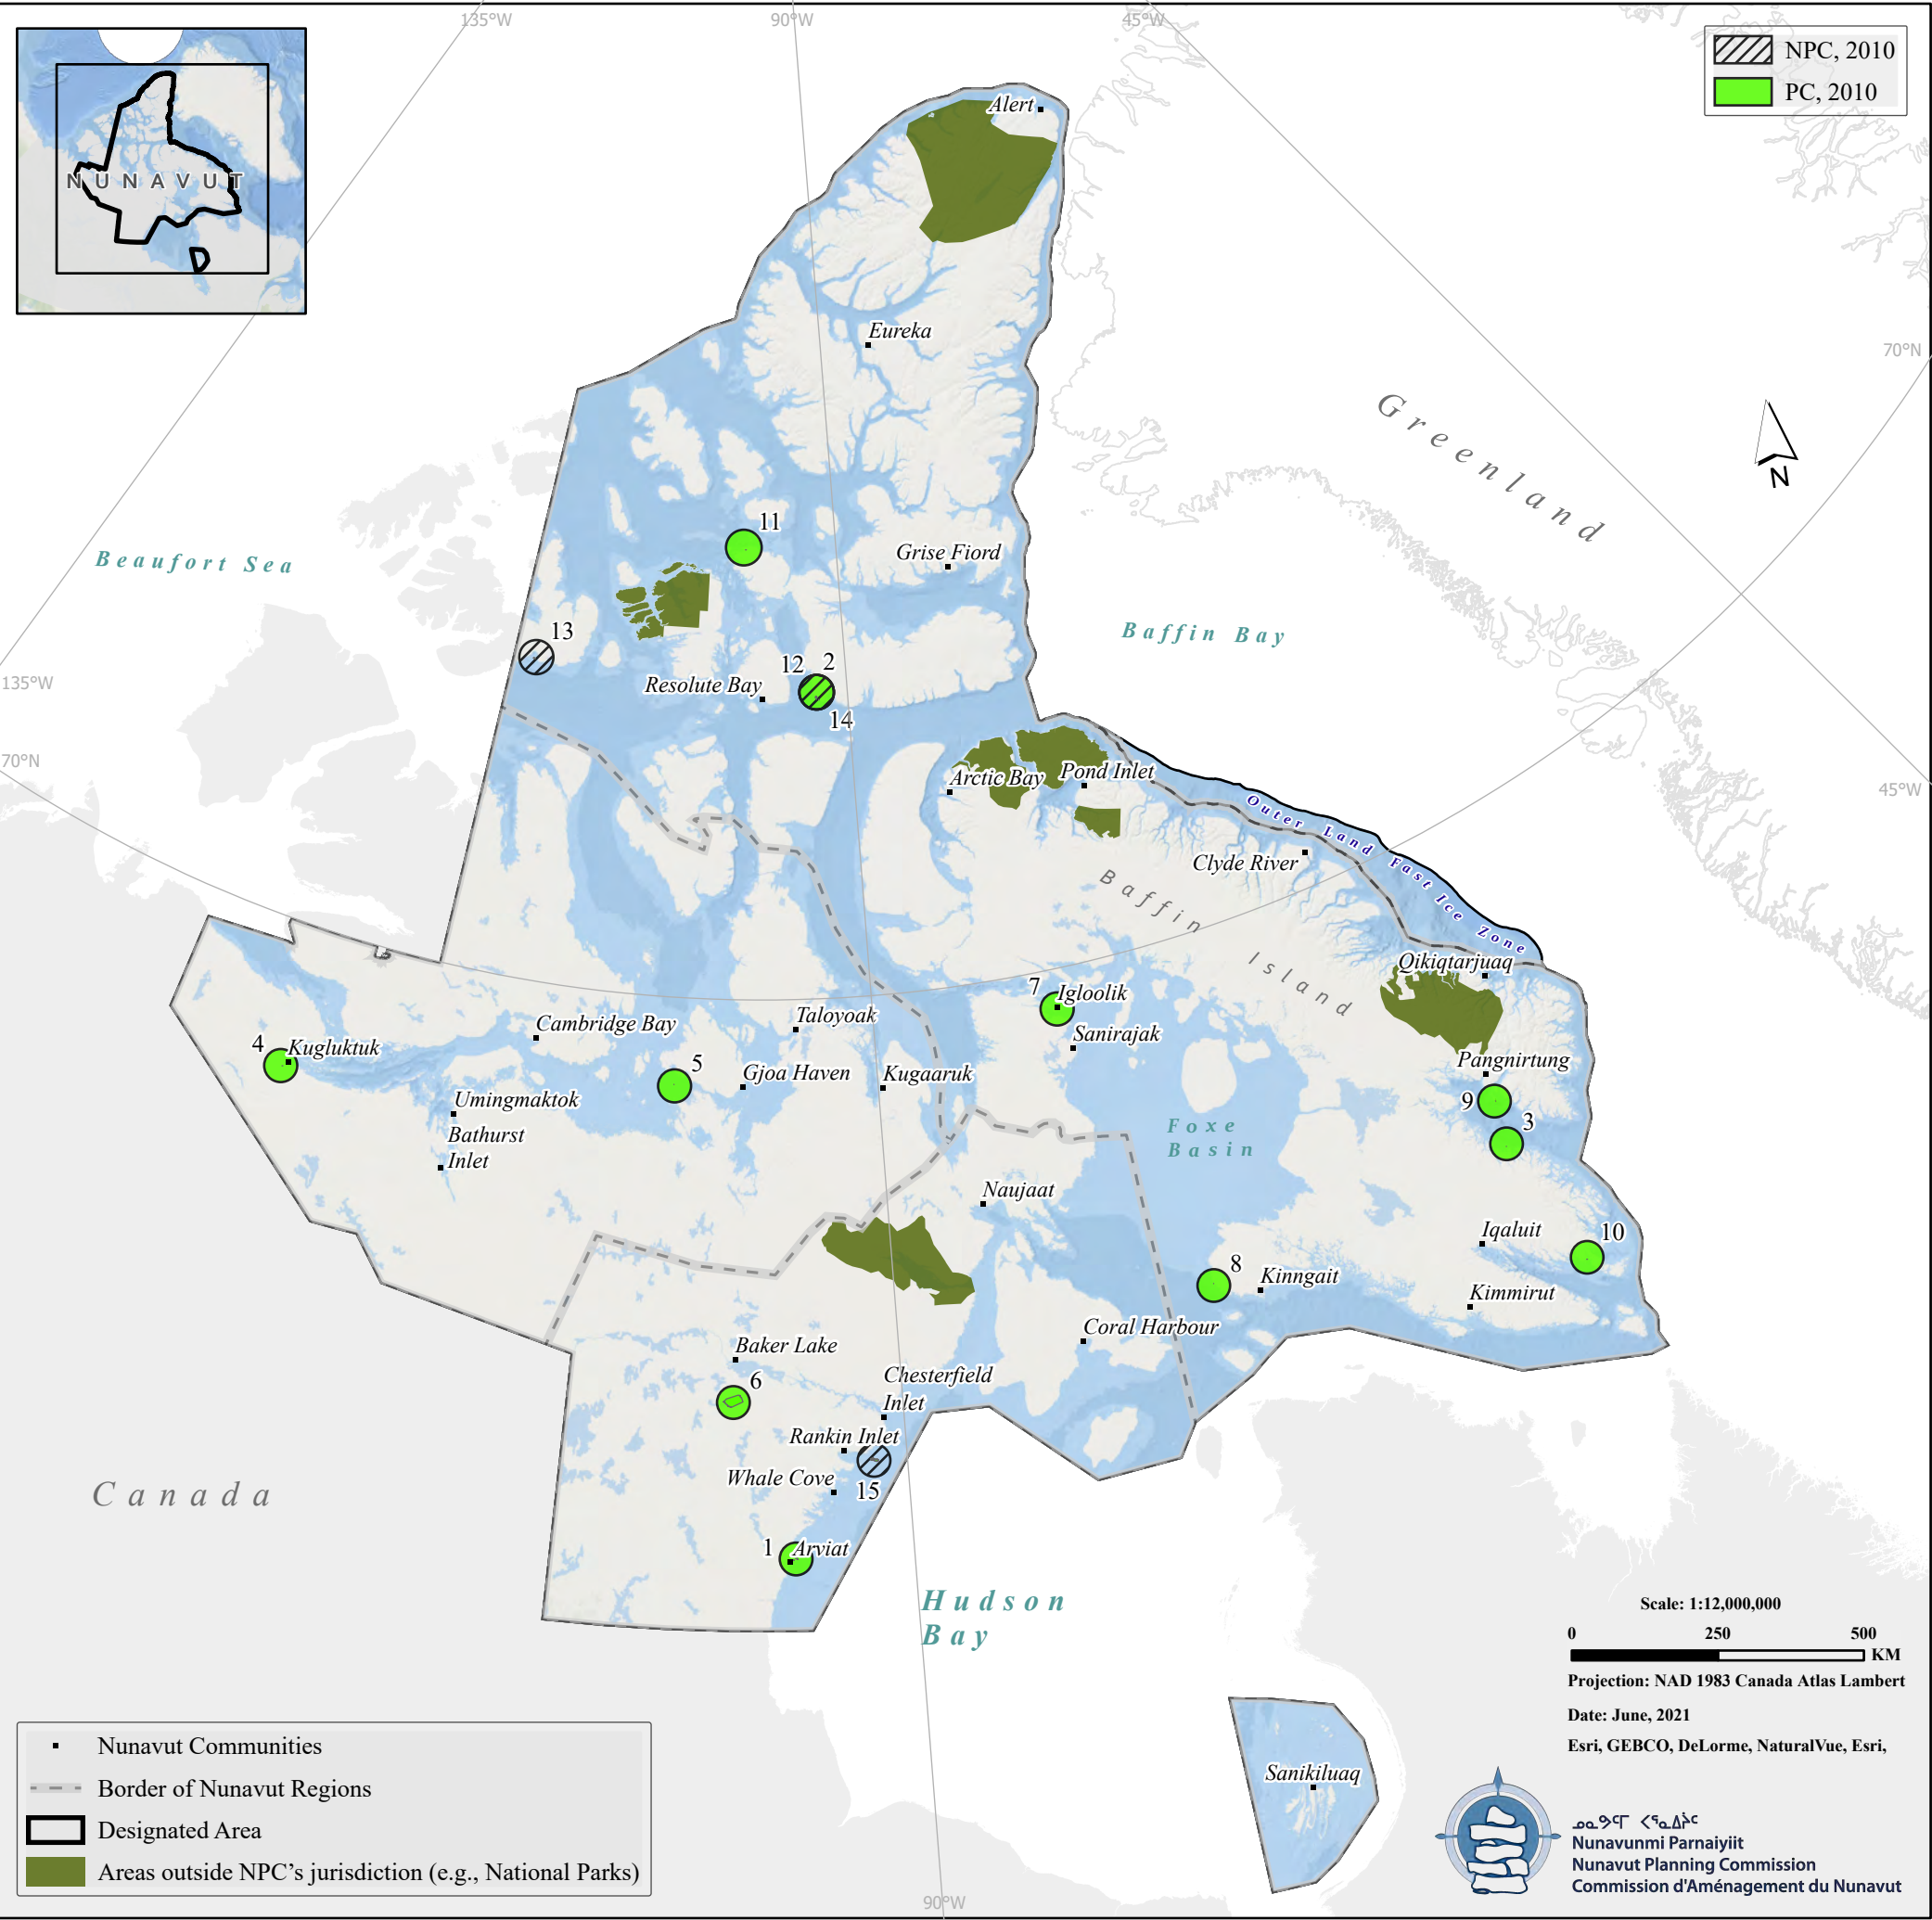 135°W
90°W
45°W
NPC, 2010
PC, 2010
NUNAVUT
Alert
Eureka
70°N
Greenland
N
11
Beaufort Sea
Grise Fiord
13
Baffin Bay
12
2
Resolute Bay
14
135°W
70°N
45°W
Arctic Bay
Pond Inlet
Outer Land Fast Ice Zone
Clyde River
Baffin Island
Qikiqtarjuaq
7
Igloolik
Sanirajak
Taloyoak
Cambridge Bay
4
Kugluktuk
5
Gjoa Haven
Kugaaruk
Pangnirtung
9
3
Umingmaktok
Bathurst
Inlet
Foxe
Basin
Naujaat
Iqaluit
10
8
Kinngait
Kimmirut
Coral Harbour
Baker Lake
6
Chesterfield
Inlet
Rankin Inlet
Whale Cove
15
Canada
1
Arviat
Hudson
Bay
Scale: 1:12,000,000
0 250 500
KM
Projection: NAD 1983 Canada Atlas Lambert
Date: June, 2021
Esri, GEBCO, DeLorme, NaturalVue, Esri,
Sanikiluaq
Nunavut Communities
Border of Nunavut Regions
Designated Area
Areas outside NPC's jurisdiction (e.g., National Parks)
90°W
ᓄᓇᕗᒻᒥ ᐸᕐᓇᐃᔩᑦ
Nunavunmi Parnaiyiit
Nunavut Planning Commission
Commission d'Aménagement du Nunavut